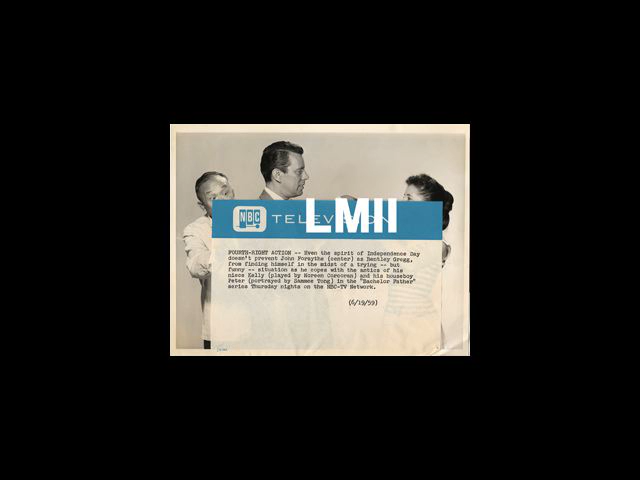 NBC TELEVISION
LMII
FOURTH-RIGHT ACTION -- Even the spirit of Independence Day
doesn't prevent John Forsythe (center) as Bentley Gregg,
from finding himself in the midst of a trying -- but
funny -- situation as he copes with the antics of his
niece Kelly (played by Noreen Corcoran) and his houseboy
Peter (portrayed by Sammee Tong) in the "Bachelor Father"
series Thursday nights on the NBC-TV Network.
(6/19/59)